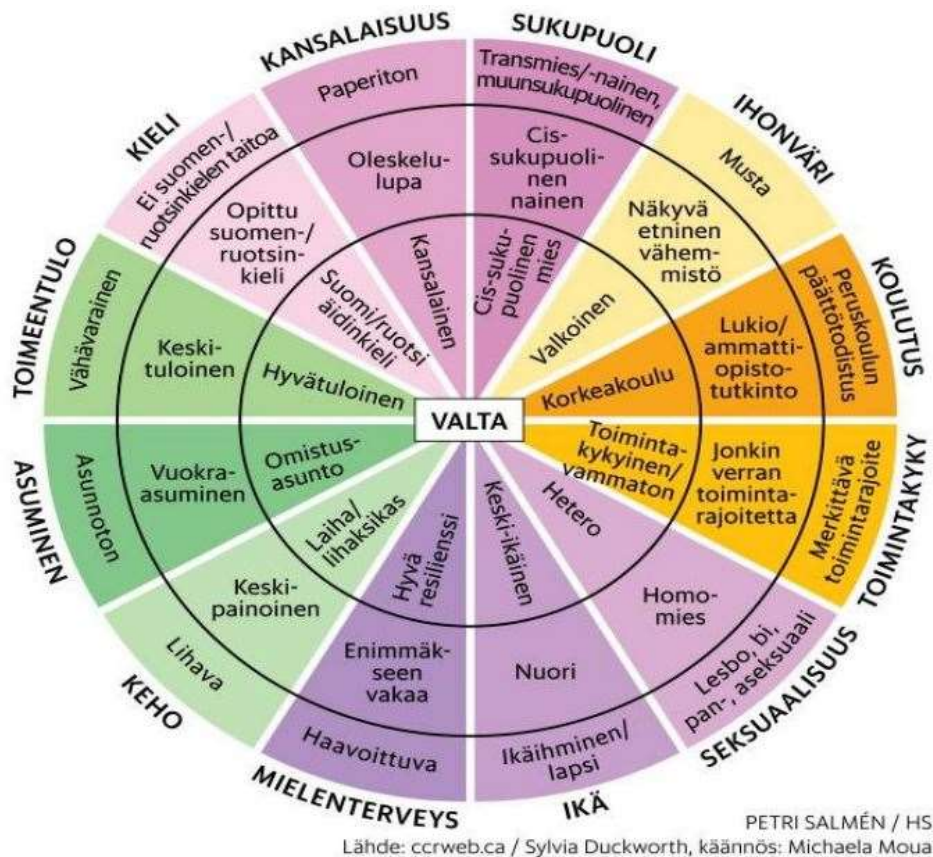 KANSALAISUUS
Paperiton
Oleskelu-
lupa
Kansalainen
SUKUPUOLI
Transmies/-nainen,
muunsukupuolinen
Cis-
sukupuoli-
nen
nainen
Cis-suku-
puolinen
mies
IHONVÄRI
Musta
Näkyvä
etninen
vähem-
mistö
Valkoinen
KOULUTUS
Peruskoulun
päättötodistus
Lukio/
ammatti-
opisto-
tutkinto
Korkeakoulu
TOIMINTAKYKY
Merkittävä
toimintarajoite
Jonkin
verran
toiminta-
rajoitetta
Toiminta-
kykyinen/
vammaton
SEKSUAALISUUS
Lesbo, bi,
pan-, aseksuaali
Homo-
mies
Hetero
IKÄ
Ikäihminen/
lapsi
Nuori
Keski-ikäinen
MIELENTERVEYS
Haavoittuva
Enimmäk-
seen
vakaa
Hyvä
resilienssi
KEHO
Lihava
Keski-
painoinen
Laiha/
lihaksikas
ASUMINEN
Asunnoton
Vuokra-
asuminen
Omistus-
asunto
TOIMEENTULO
Vähävarainen
Keski-
tuloinen
Hyvätuloinen
KIELI
Ei suomen-/
ruotsinkielen taitoa
Opittu
suomen-/
ruotsin-
kieli
Suomi/ruotsi
äidinkieli
VALTA
PETRI SALMÉN / HS
Lähde: ccrweb.ca / Sylvia Duckworth, käännös: Michaela Moua